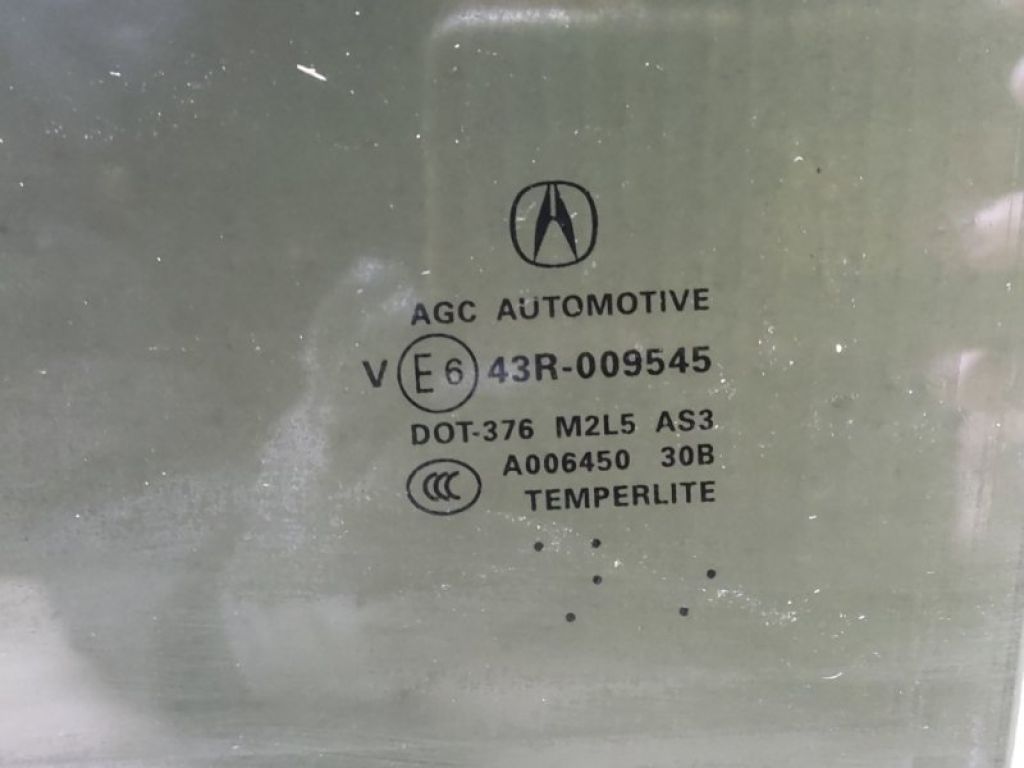 AGC AUTOMOTIVE
V E6 43R-009545
DOT-376 M2L5 AS3
CCC A006450 30B
TEMPERLITE